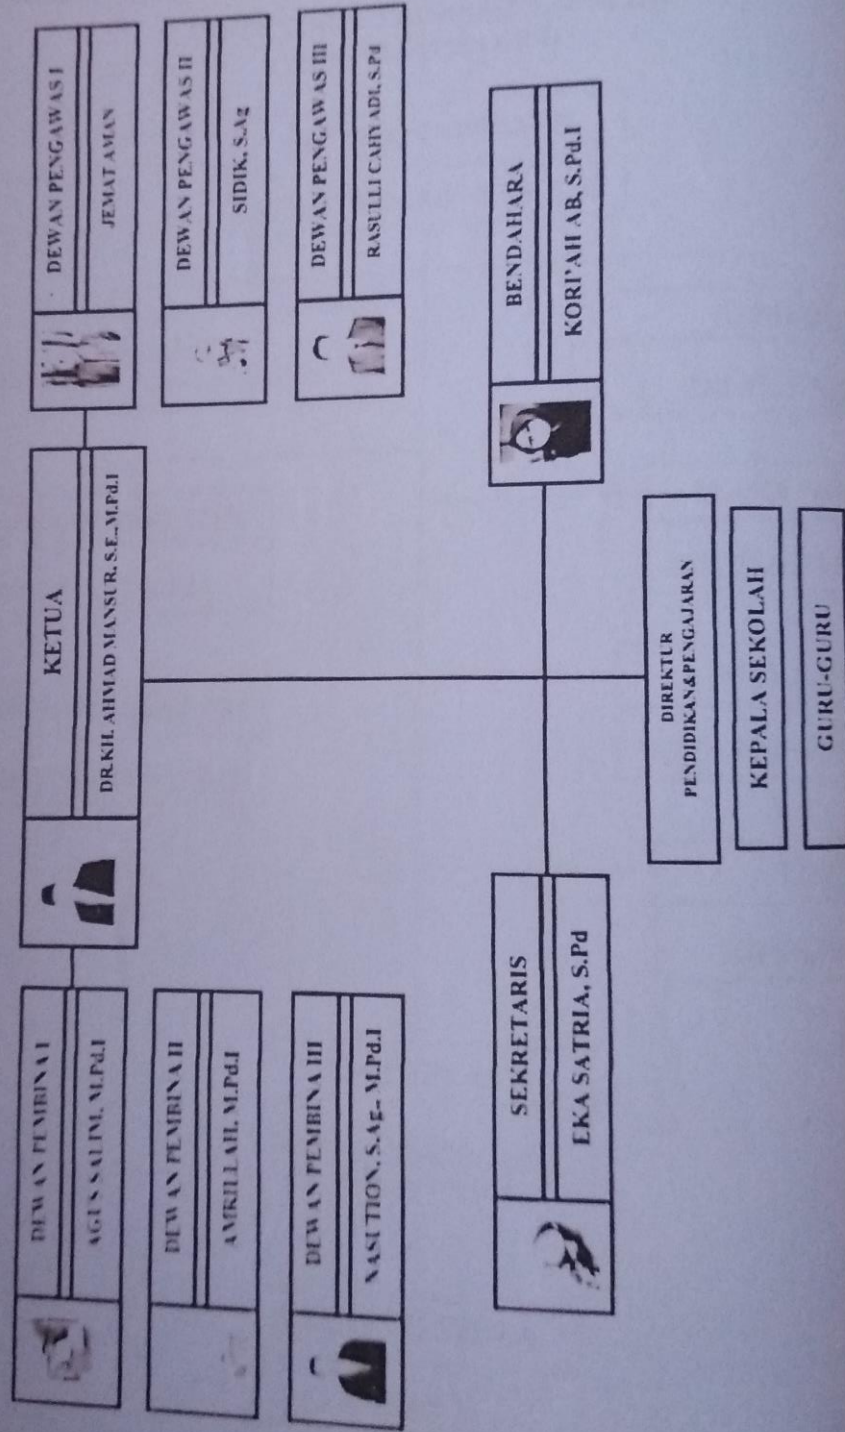 DEWAN PEMBINA I
AGUS SALIM, M.Pd.I
DEWAN PEMBINA II
AMRILLAH, M.Pd.I
DEWAN PEMBINA III
NASUTION, S.Ag., M.Pd.I
KETUA
DR.KH. AHMAD MANSUR, S.E.,M.Pd.I
DEWAN PENGAWAS I
JEMAT AMAN
DEWAN PENGAWAS II
SIDIK, S.Ag
DEWAN PENGAWAS III
RASULLI CAHYADI, S.Pd
SEKRETARIS
EKA SATRIA, S.Pd
BENDAHARA
KORI'AH AB, S.Pd.I
DIREKTUR
PENDIDIKAN&PENGAJARAN
KEPALA SEKOLAH
GURU-GURU